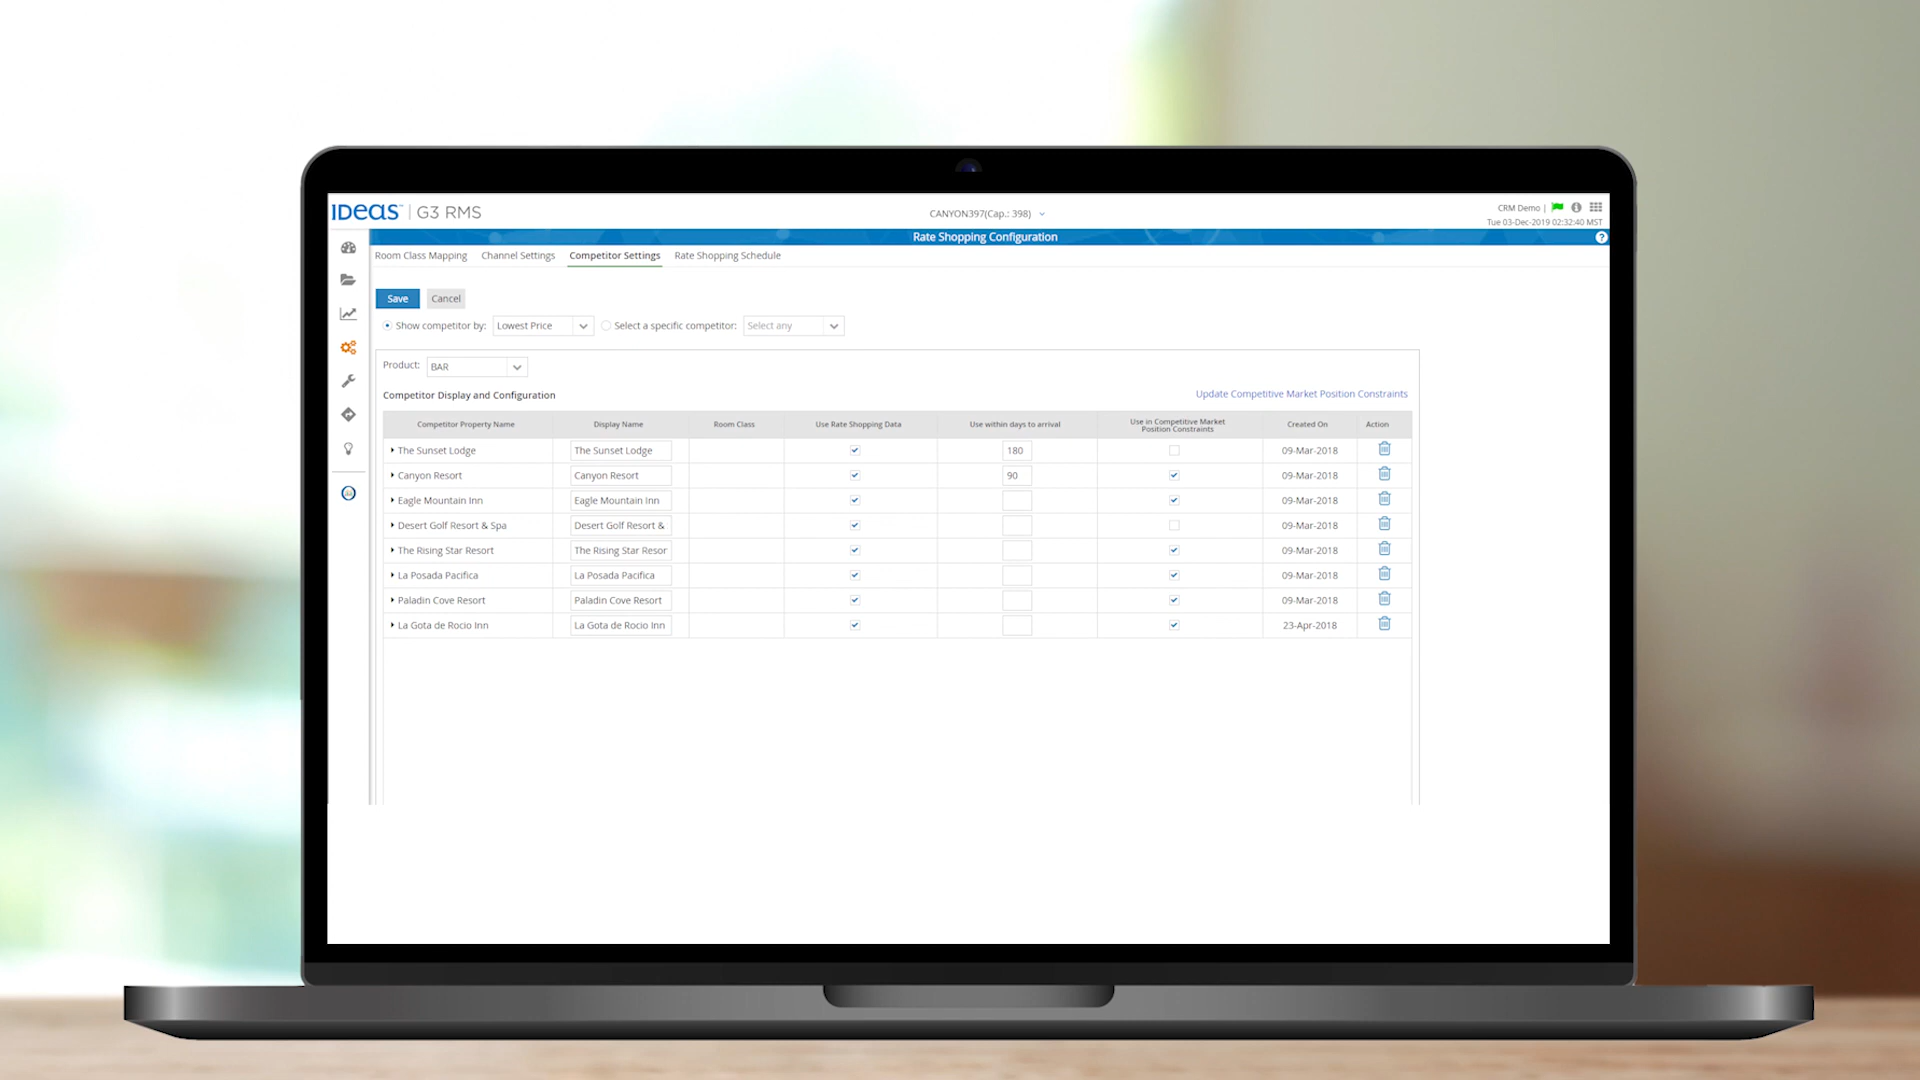 IDeaS™ | G3 RMS
CANYON397(Cap.: 398)
CRM Demo |
Tue 03-Dec-2019 02:32:40 MST
Rate Shopping Configuration
?
Room Class Mapping Channel Settings Competitor Settings Rate Shopping Schedule
Save Cancel
Show competitor by: Lowest Price Select a specific competitor: Select any
Product: BAR
Competitor Display and Configuration Update Competitive Market Position Constraints
Competitor Property Name Display Name Room Class Use Rate Shopping Data Use within days to arrival Use in Competitive Market Position Constraints Created On Action
The Sunset Lodge The Sunset Lodge 180 09-Mar-2018
Canyon Resort Canyon Resort 90 09-Mar-2018
Eagle Mountain Inn Eagle Mountain Inn 09-Mar-2018
Desert Golf Resort & Spa Desert Golf Resort & 09-Mar-2018
The Rising Star Resort The Rising Star Resor 09-Mar-2018
La Posada Pacifica La Posada Pacifica 09-Mar-2018
Paladin Cove Resort Paladin Cove Resort 09-Mar-2018
La Gota de Rocio Inn La Gota de Rocio Inn 23-Apr-2018